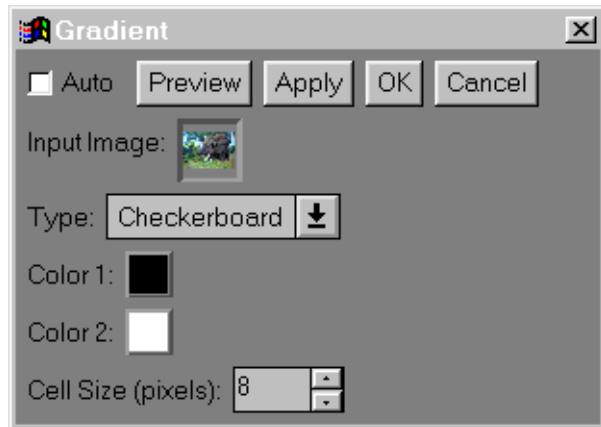 Gradient
Auto Preview Apply OK Cancel
Input Image:
Type: Checkerboard
Color 1:
Color 2:
Cell Size (pixels): 8